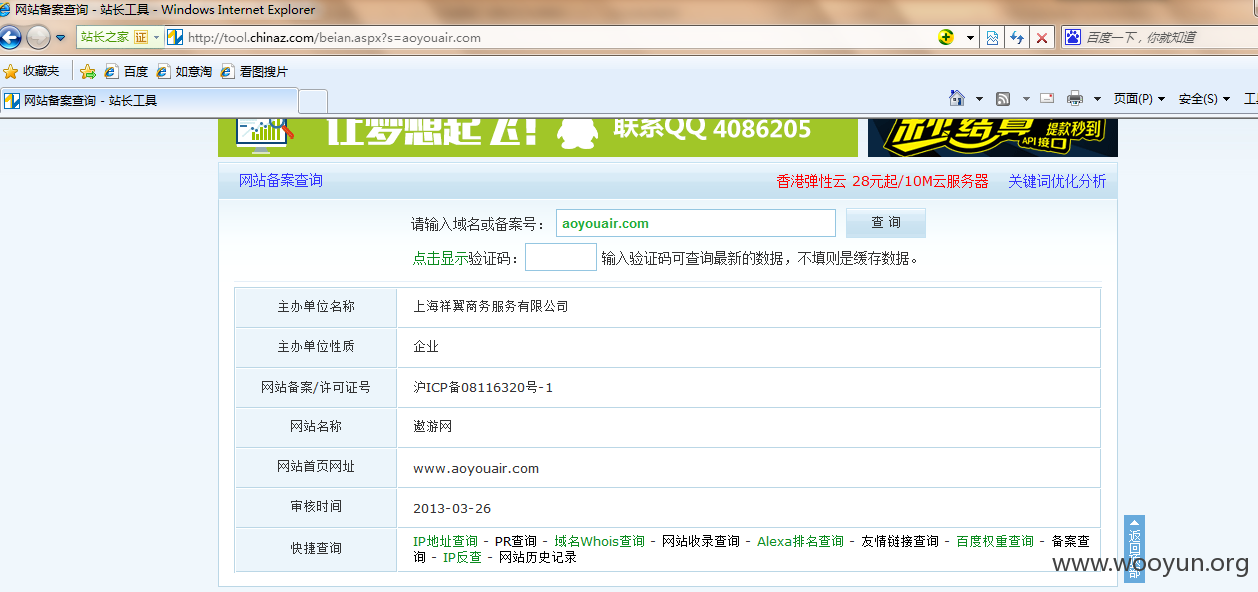 网站备案查询 - 站长工具 - Windows Internet Explorer
站长之家 证 http://tool.chinaz.com/beian.aspx?s=aoyouair.com 百度一下，你就知道
收藏夹 百度 如意淘 看图搜片
网站备案查询 - 站长工具 页面(P) 安全(S)
让梦想起飞! 联系QQ 4086205 秒结算 提款秒到 API接口
网站备案查询 香港弹性云 28元起/10M云服务器 关键词优化分析
请输入域名或备案号： aoyouair.com 查 询
点击显示验证码： 输入验证码可查询最新的数据，不填则是缓存数据。
主办单位名称 上海祥翼商务服务有限公司
主办单位性质 企业
网站备案/许可证号 沪ICP备08116320号-1
网站名称 遨游网
网站首页网址 www.aoyouair.com
审核时间 2013-03-26
快捷查询 IP地址查询 - PR查询 - 域名Whois查询 - 网站收录查询 - Alexa排名查询 - 友情链接查询 - 百度权重查询 - 备案查
询 - IP反查 - 网站历史记录
返回顶部
www.wooyun.org